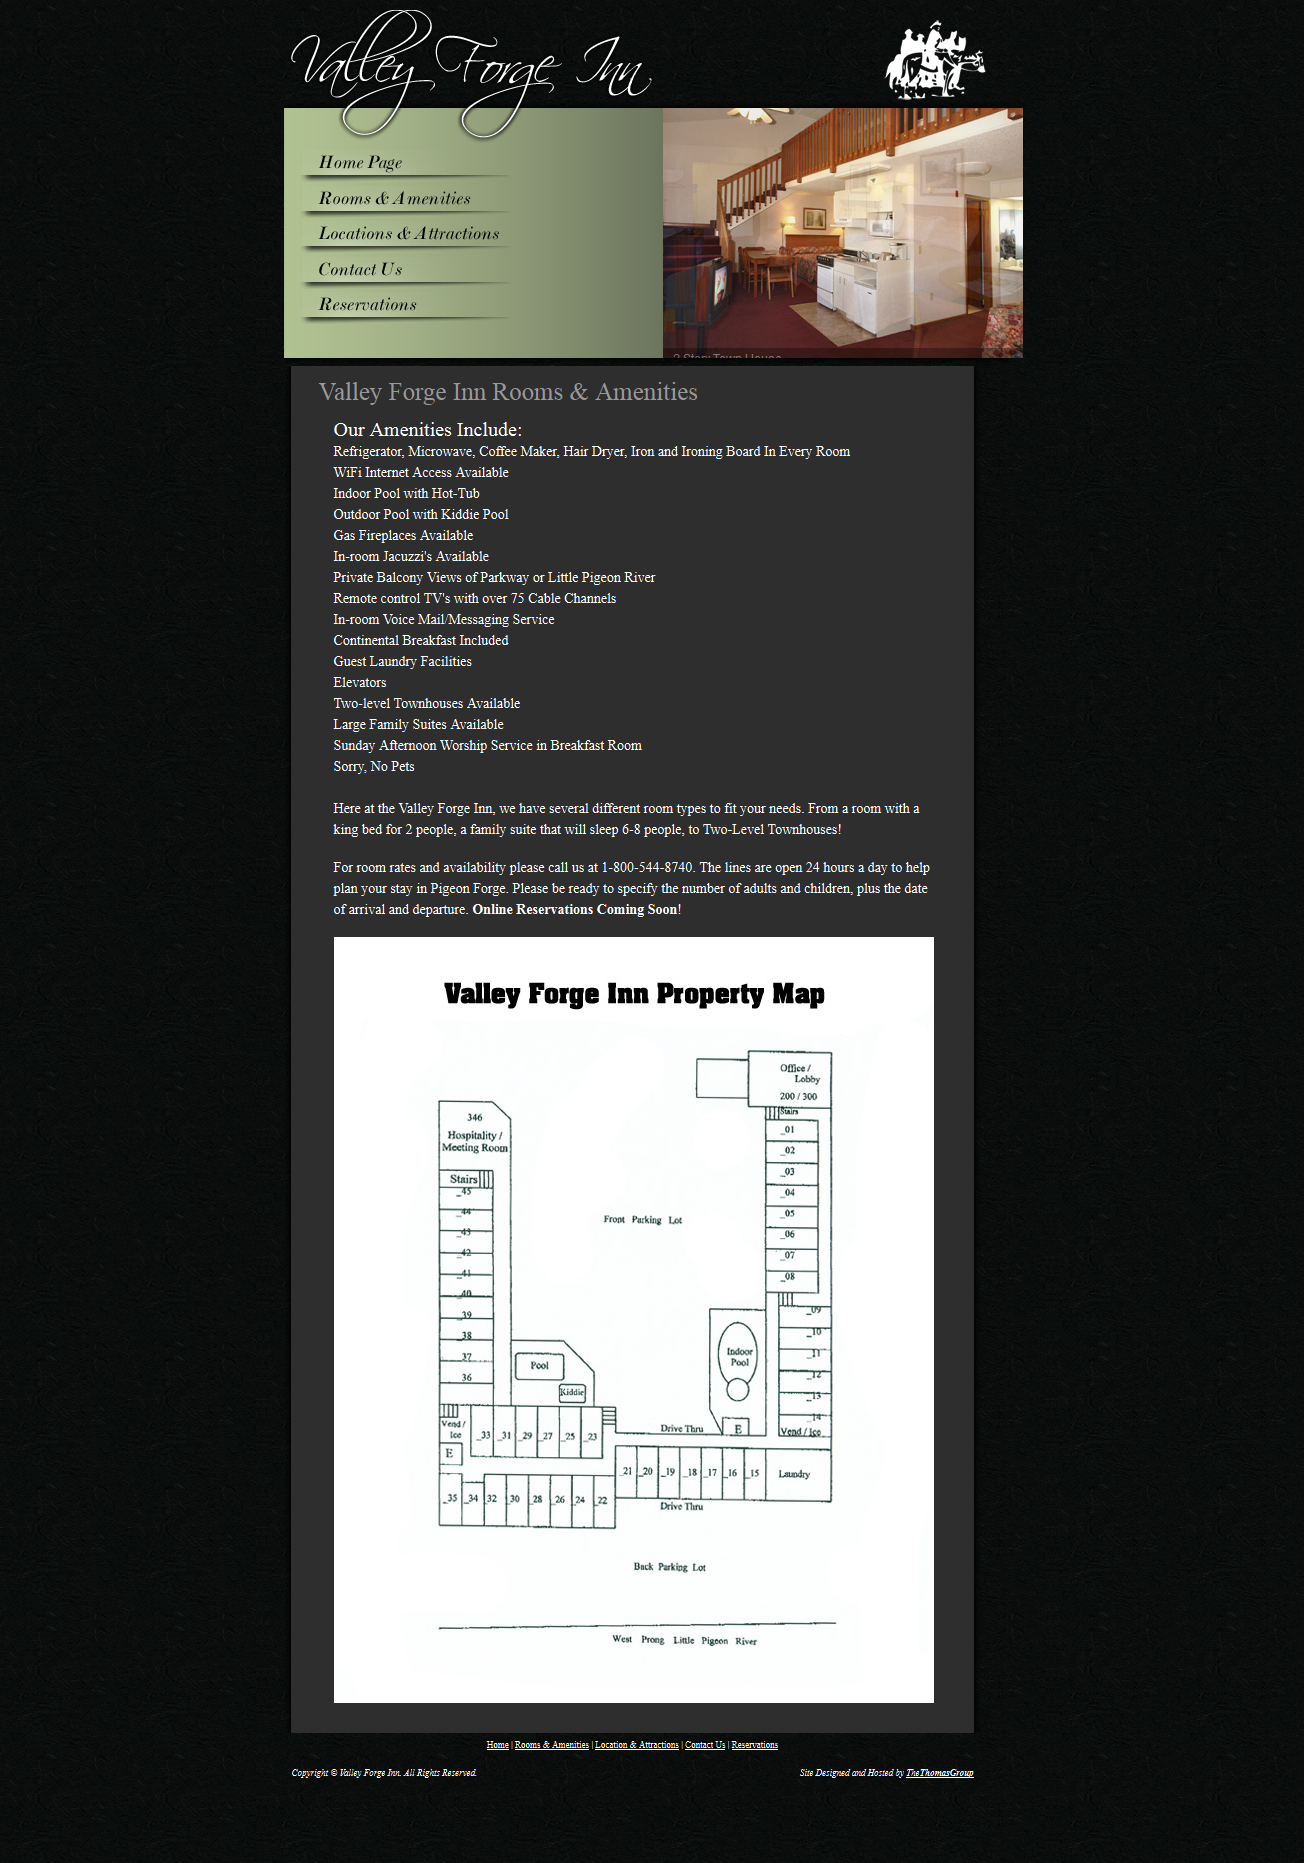 Valley Forge Inn
Home Page
Rooms & Amenities
Locations & Attractions
Contact Us
Reservations
2 Story Town House
Valley Forge Inn Rooms & Amenities
Our Amenities Include:
Refrigerator, Microwave, Coffee Maker, Hair Dryer, Iron and Ironing Board In Every Room
WiFi Internet Access Available
Indoor Pool with Hot-Tub
Outdoor Pool with Kiddie Pool
Gas Fireplaces Available
In-room Jacuzzi's Available
Private Balcony Views of Parkway or Little Pigeon River
Remote control TV's with over 75 Cable Channels
In-room Voice Mail/Messaging Service
Continental Breakfast Included
Guest Laundry Facilities
Elevators
Two-level Townhouses Available
Large Family Suites Available
Sunday Afternoon Worship Service in Breakfast Room
Sorry, No Pets
Here at the Valley Forge Inn, we have several different room types to fit your needs. From a room with a
king bed for 2 people, a family suite that will sleep 6-8 people, to Two-Level Townhouses!
For room rates and availability please call us at 1-800-544-8740. The lines are open 24 hours a day to help
plan your stay in Pigeon Forge. Please be ready to specify the number of adults and children, plus the date
of arrival and departure. Online Reservations Coming Soon!
Valley Forge Inn Property Map
Office /
Lobby
200 / 300
Stairs
_01
_02
_03
_04
_05
_06
_07
_08
_09
_10
_11
_12
_13
_14
Vend / Ice
346
Hospitality /
Meeting Room
Stairs
_45
_44
_43
_42
_41
_40
_39
_38
37
36
Front Parking Lot
Pool
Kiddie
Indoor
Pool
Vend /
Ice
E
_33 _31 _29 _27 _25 _23
Drive Thru
E
_21 _20 _19 _18 _17 _16 _15
Laundry
_35 _34 _32 _30 _28 _26 _24 _22
Drive Thru
Back Parking Lot
West Prong Little Pigeon River
Home | Rooms & Amenities | Location & Attractions | Contact Us | Reservations
Copyright © Valley Forge Inn. All Rights Reserved.
Site Designed and Hosted by TheThomasGroup